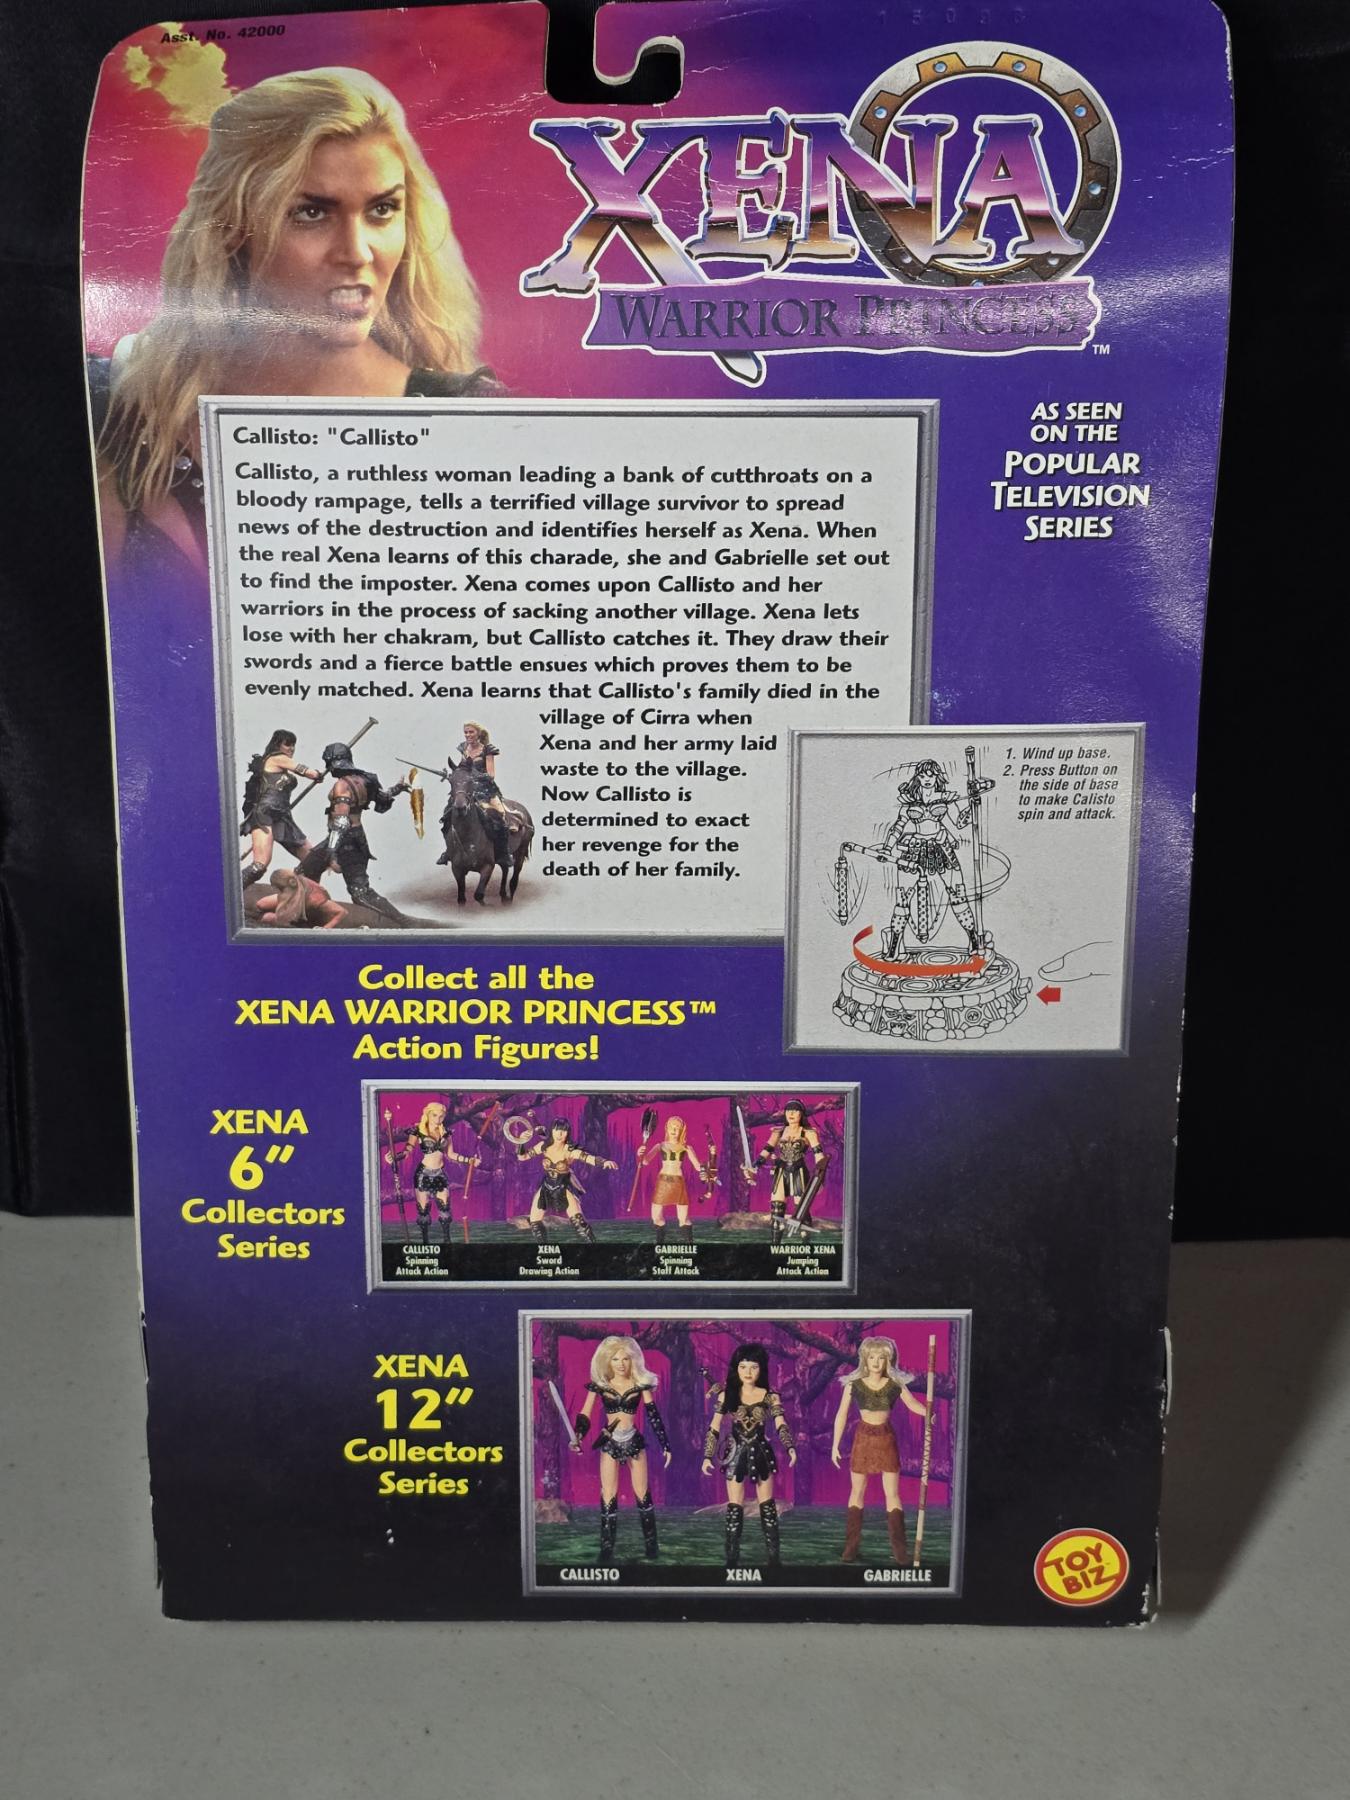 Asst. No. 42000
XENA
WARRIOR PRINCESS
TM
AS SEEN
ON THE
POPULAR
TELEVISION
SERIES
Callisto: "Callisto"
Callisto, a ruthless woman leading a bank of cutthroats on a
bloody rampage, tells a terrified village survivor to spread
news of the destruction and identifies herself as Xena. When
the real Xena learns of this charade, she and Gabrielle set out
to find the imposter. Xena comes upon Callisto and her
warriors in the process of sacking another village. Xena lets
lose with her chakram, but Callisto catches it. They draw their
swords and a fierce battle ensues which proves them to be
evenly matched. Xena learns that Callisto's family died in the
village of Cirra when
Xena and her army laid
waste to the village.
Now Callisto is
determined to exact
her revenge for the
death of her family.
1. Wind up base.
2. Press Button on
the side of base
to make Calisto
spin and attack.
Collect all the
XENA WARRIOR PRINCESS™
Action Figures!
XENA
6"
Collectors
Series
CALLISTO
Spinning
Attack Action
XENA
Sword
Drawing Action
GABRIELLE
Spinning
Staff Attack
WARRIOR XENA
Jumping
Attack Action
XENA
12"
Collectors
Series
CALLISTO
XENA
GABRIELLE
TOY
BIZ